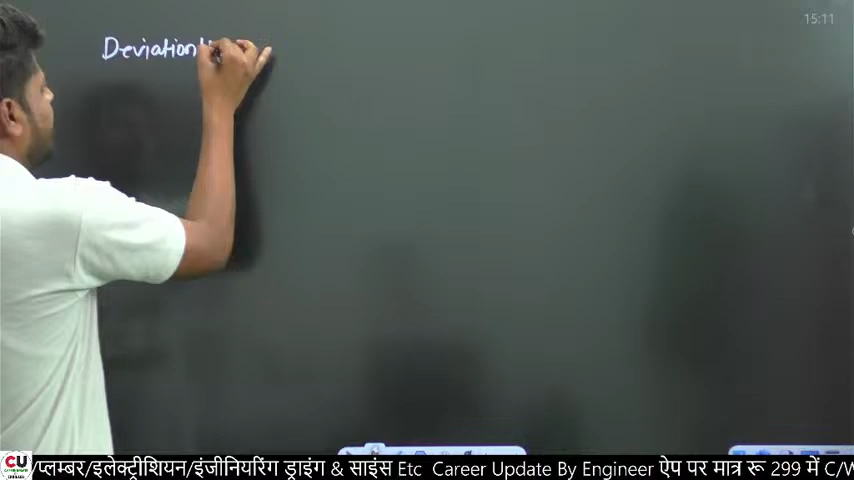 15:11
Deviation
CU
/प्लम्बर/इलेक्ट्रीशियन/इंजीनियरिंग ड्राइंग & साइंस Etc Career Update By Engineer ऐप पर मात्र रू 299 में C/W